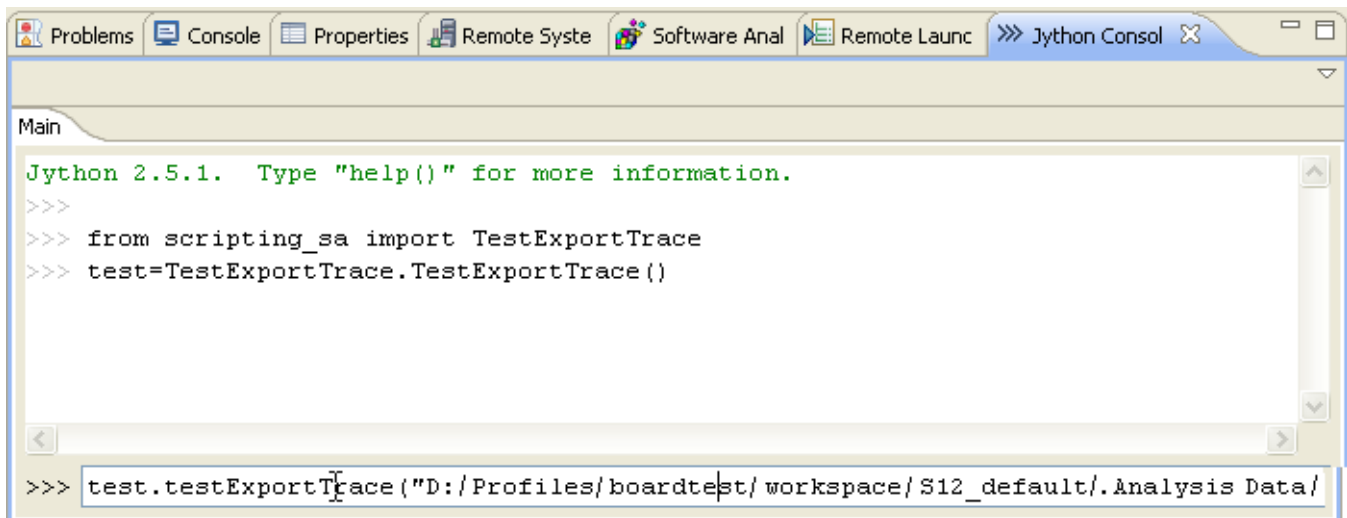 Problems Console Properties Remote Syste Software Anal Remote Launc >>> Jython Consol
Main
Jython 2.5.1.  Type "help()" for more information.
>>>
>>> from scripting_sa import TestExportTrace
>>> test=TestExportTrace.TestExportTrace()
>>> test.testExportTrace("D:/Profiles/boardtest/workspace/S12_default/.Analysis Data/